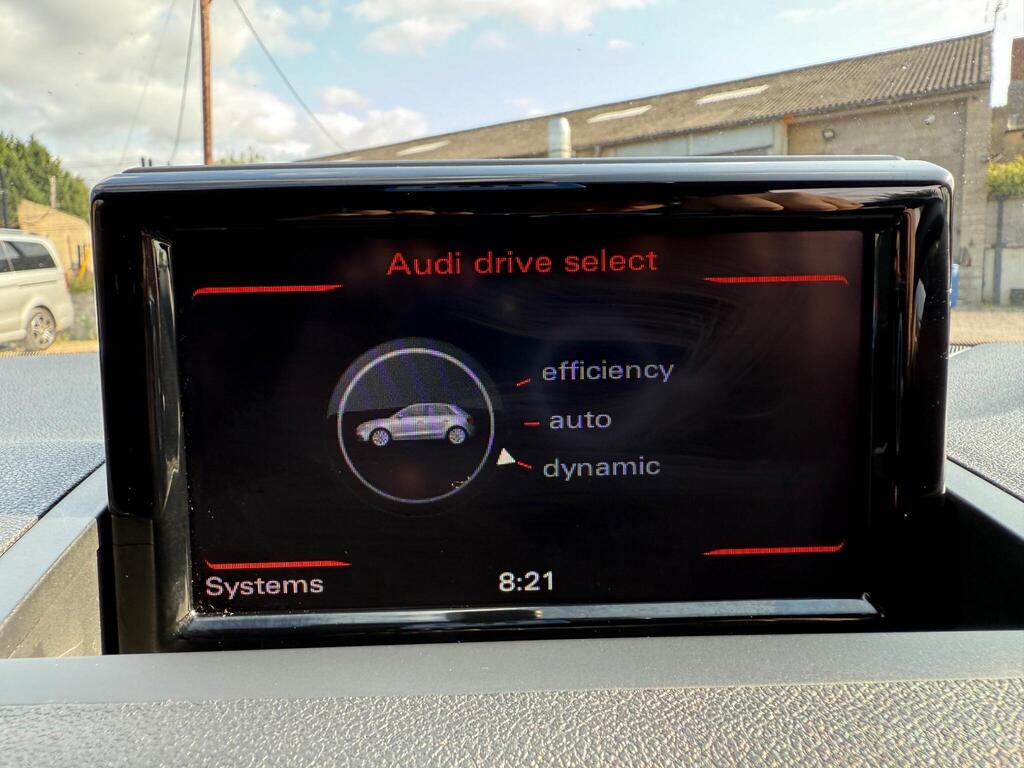 Audi drive select
efficiency
auto
dynamic
Systems
8:21